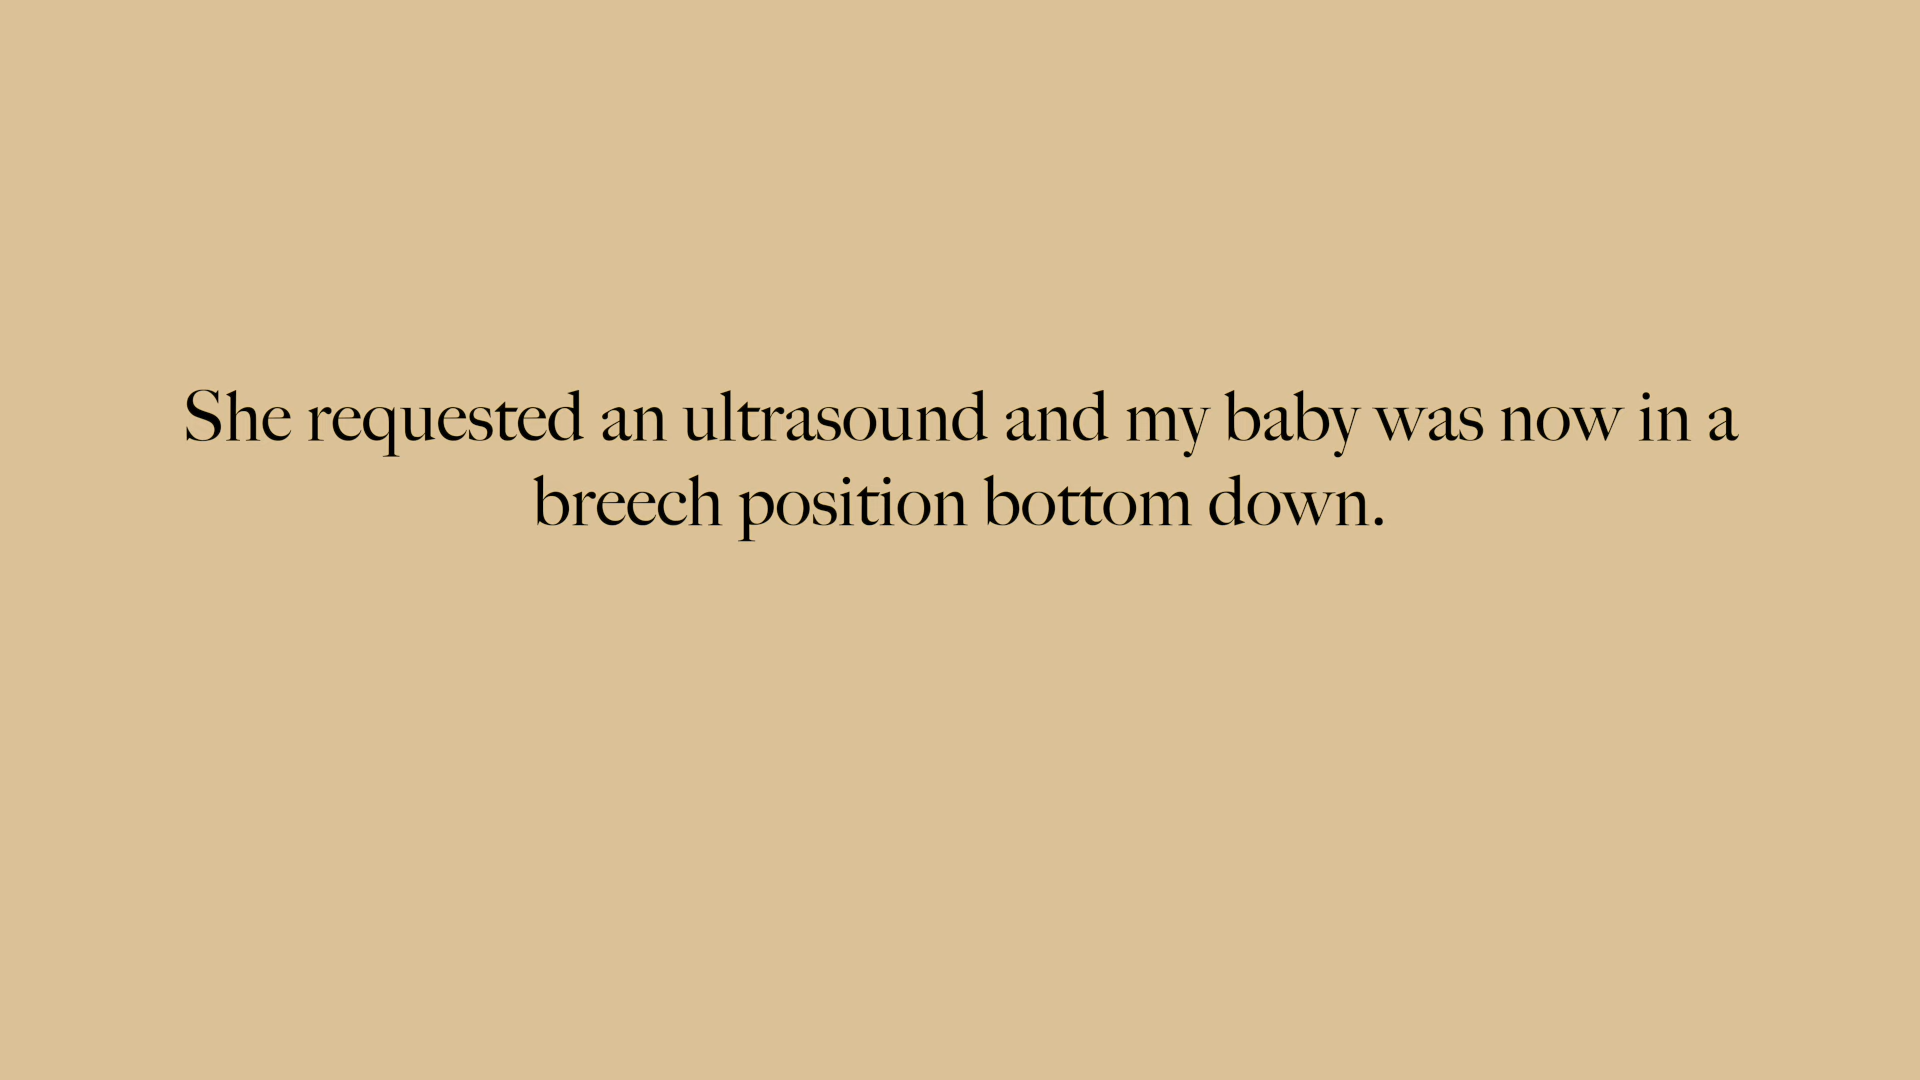 She requested an ultrasound and my baby was now in a
breech position bottom down.